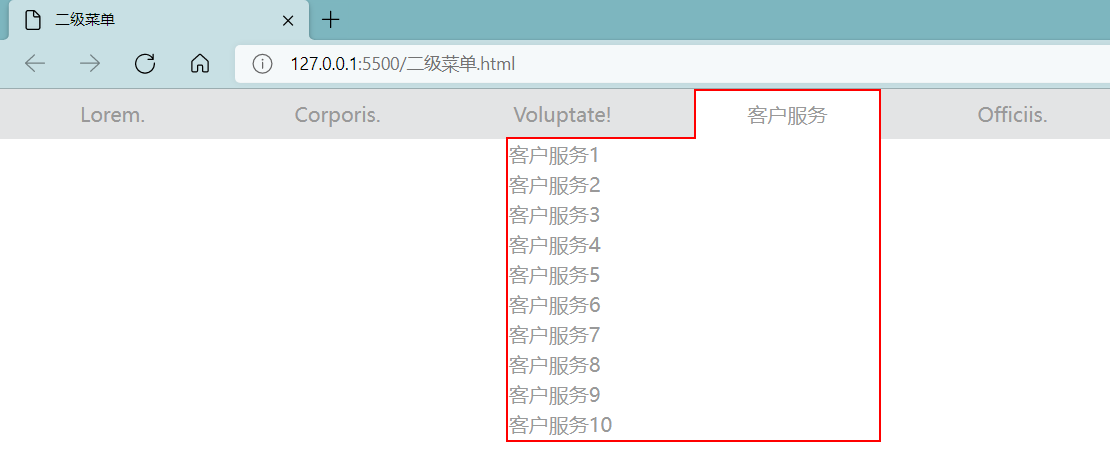 二级菜单
127.0.0.1:5500/二级菜单.html
Lorem. Corporis. Voluptate! 客户服务 Officiis.
客户服务1
客户服务2
客户服务3
客户服务4
客户服务5
客户服务6
客户服务7
客户服务8
客户服务9
客户服务10